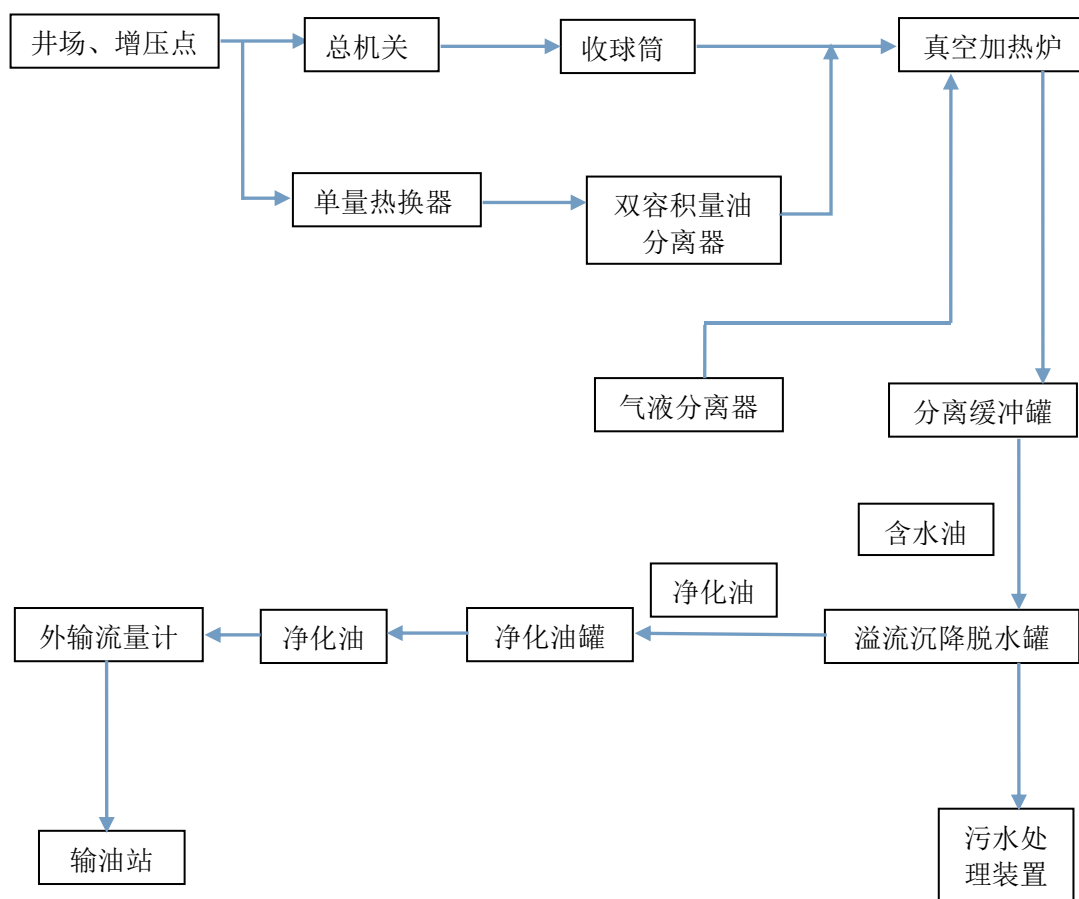 井场、增压点
总机关
收球筒
真空加热炉
单量热换器
双容积量油
分离器
气液分离器
分离缓冲罐
含水油
净化油
外输流量计
净化油
净化油罐
溢流沉降脱水罐
输油站
污水处
理装置